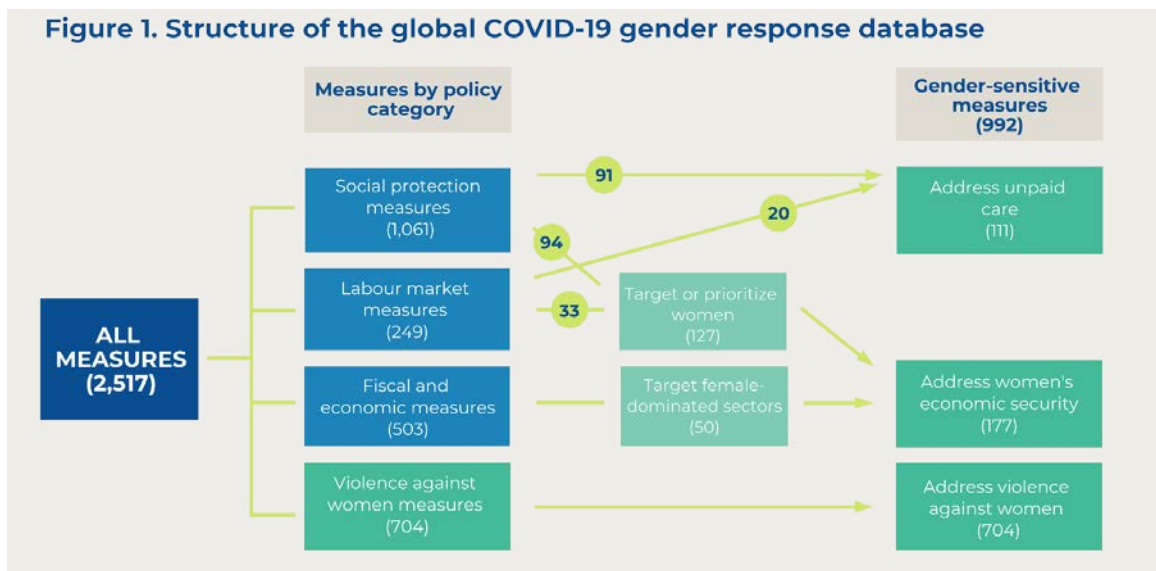 Figure 1. Structure of the global COVID-19 gender response database
Measures by policy
category
Gender-sensitive
measures
(992)
Social protection
measures
(1,061)
91
Address unpaid
care
(111)
20
94
Labour market
measures
(249)
33
Target or prioritize
women
(127)
ALL
MEASURES
(2,517)
Fiscal and
economic measures
(503)
Target female-
dominated sectors
(50)
Address women's
economic security
(177)
Violence against
women measures
(704)
Address violence
against women
(704)